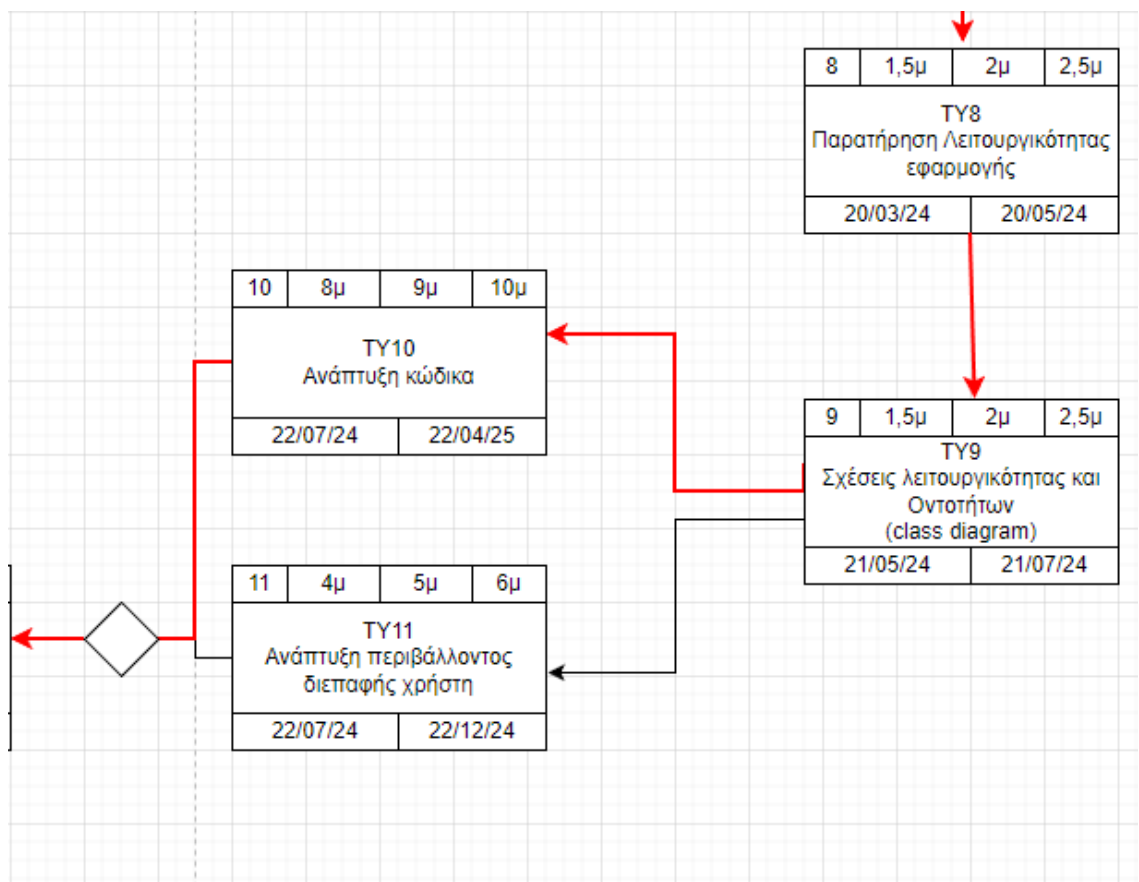 8 1,5μ 2μ 2,5μ
ΤΥ8
Παρατήρηση Λειτουργικότητας
εφαρμογής
20/03/24 20/05/24
10 8μ 9μ 10μ
ΤΥ10
Ανάπτυξη κώδικα
22/07/24 22/04/25
9 1,5μ 2μ 2,5μ
ΤΥ9
Σχέσεις λειτουργικότητας και
Οντοτήτων
(class diagram)
21/05/24 21/07/24
11 4μ 5μ 6μ
ΤΥ11
Ανάπτυξη περιβάλλοντος
διεπαφής χρήστη
22/07/24 22/12/24